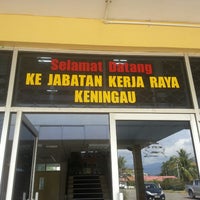 Selamat Datang
KE JABATAN KERJA RAYA
KENINGAU